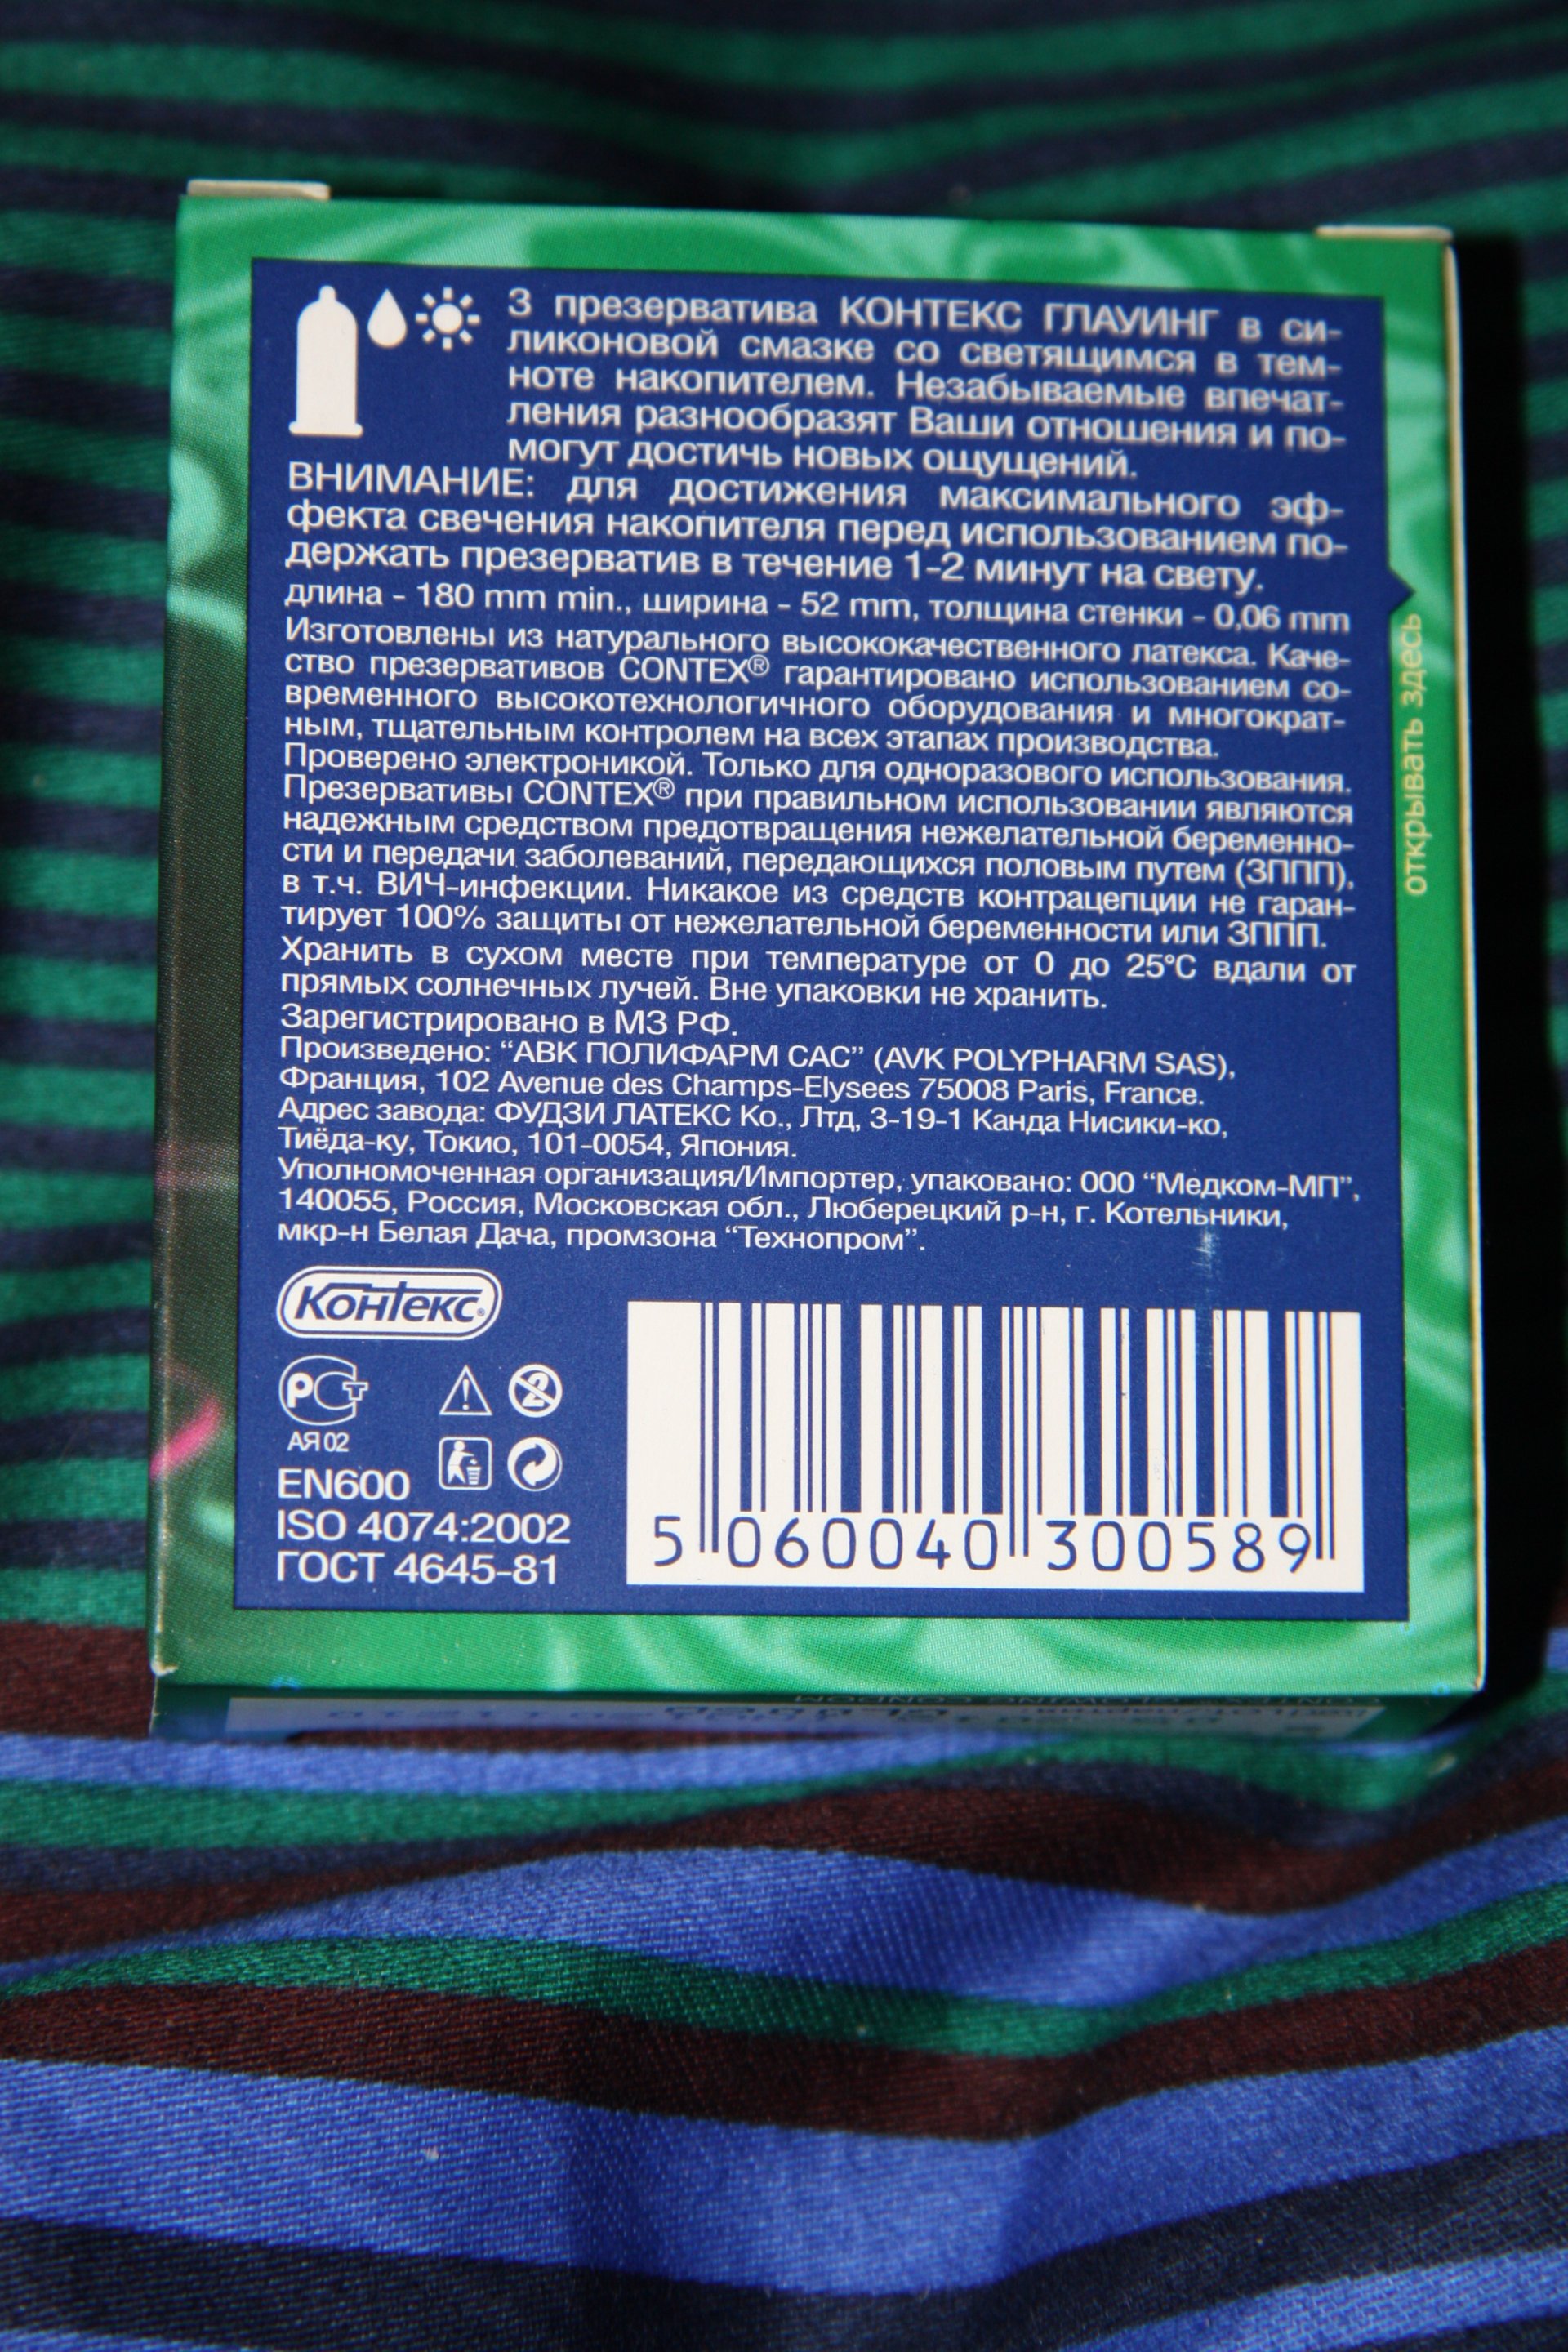 3 презерватива КОНТЕКС ГЛАУИНГ в си-
ликоновой смазке со светящимся в тем-
ноте накопителем. Незабываемые впечат-
ления разнообразят Ваши отношения и по-
могут достичь новых ощущений.
ВНИМАНИЕ: для достижения максимального эф-
фекта свечения накопителя перед использованием по-
держать презерватив в течение 1-2 минут на свету.
длина - 180 mm min., ширина - 52 mm, толщина стенки - 0,06 mm
Изготовлены из натурального высококачественного латекса. Каче-
ство презервативов CONTEX® гарантировано использованием со-
временного высокотехнологичного оборудования и многократ-
ным, тщательным контролем на всех этапах производства.
Проверено электроникой. Только для одноразового использования.
Презервативы CONTEX® при правильном использовании являются
надежным средством предотвращения нежелательной беременно-
сти и передачи заболеваний, передающихся половым путем (ЗППП),
в т.ч. ВИЧ-инфекции. Никакое из средств контрацепции не гаран-
тирует 100% защиты от нежелательной беременности или ЗППП.
Хранить в сухом месте при температуре от 0 до 25°С вдали от
прямых солнечных лучей. Вне упаковки не хранить.
Зарегистрировано в МЗ РФ.
Произведено: “АВК ПОЛИФАРМ САС” (AVK POLYPHARM SAS),
Франция, 102 Avenue des Champs-Elysees 75008 Paris, France.
Адрес завода: ФУДЗИ ЛАТЕКС Ко., Лтд, 3-19-1 Канда Нисики-ко,
Тиёда-ку, Токио, 101-0054, Япония.
Уполномоченная организация/Импортер, упаковано: ООО “Медком-МП”,
140055, Россия, Московская обл., Люберецкий р-н, г. Котельники,
мкр-н Белая Дача, промзона “Технопром”.
открывать здесь
Контекс®
РСТ
АЯ 02
2
EN600
ISO 4074:2002
ГОСТ 4645-81
5 060040 300589